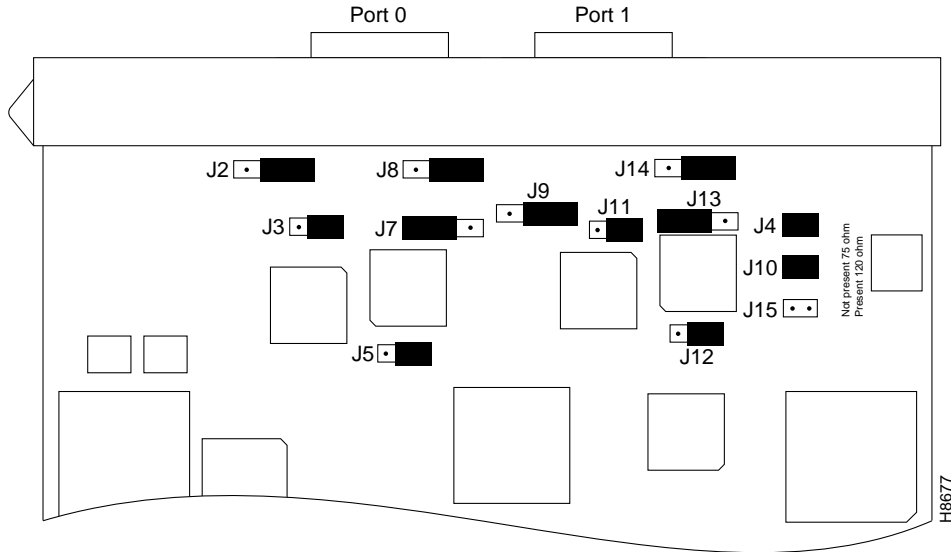 Port 0
Port 1
J2
J8
J14
J9
J13
J3
J7
J11
J4
J10
J15
J5
J12
Not present 75 ohm
Present 120 ohm
H8677